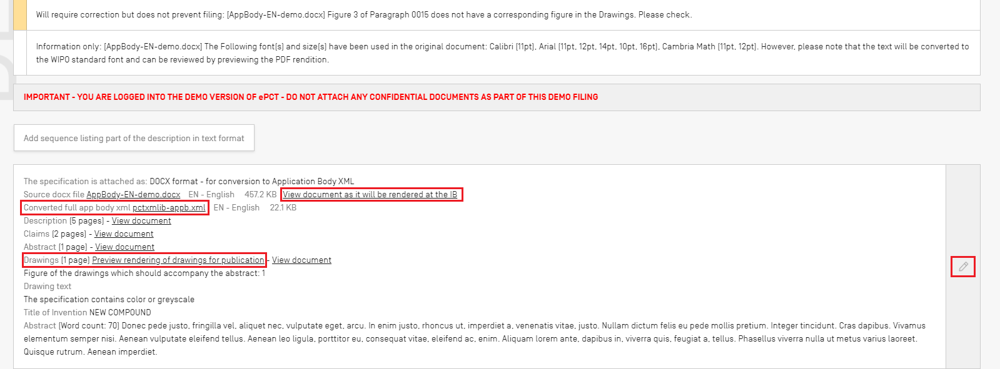 Will require correction but does not prevent filing: [AppBody-EN-demo.docx] Figure 3 of Paragraph 0015 does not have a corresponding figure in the Drawings. Please check.
Information only: [AppBody-EN-demo.docx] The Following font[s] and size[s] have been used in the original document: Calibri [11pt], Arial [11pt, 12pt, 14pt, 10pt, 16pt], Cambria Math [11pt, 12pt]. However, please note that the text will be converted to
the WIPO standard font and can be reviewed by previewing the PDF rendition.
IMPORTANT - YOU ARE LOGGED INTO THE DEMO VERSION OF ePCT - DO NOT ATTACH ANY CONFIDENTIAL DOCUMENTS AS PART OF THIS DEMO FILING
Add sequence listing part of the description in text format
The specification is attached as: DOCX format - for conversion to Application Body XML
Source docx file AppBody-EN-demo.docx EN - English 457.2 KB View document as it will be rendered at the IB
Converted full app body xml pctxmlib-appb.xml EN - English 22.1 KB
Description [5 pages] - View document
Claims [2 pages] - View document
Abstract [1 page] - View document
Drawings [1 page] Preview rendering of drawings for publication - View document
Figure of the drawings which should accompany the abstract: 1
Drawing text
The specification contains color or greyscale
Title of Invention NEW COMPOUND
Abstract [Word count: 70] Donec pede justo, fringilla vel, aliquet nec, vulputate eget, arcu. In enim justo, rhoncus ut, imperdiet a, venenatis vitae, justo. Nullam dictum felis eu pede mollis pretium. Integer tincidunt. Cras dapibus. Vivamus
elementum semper nisi. Aenean vulputate eleifend tellus. Aenean leo ligula, porttitor eu, consequat vitae, eleifend ac, enim. Aliquam lorem ante, dapibus in, viverra quis, feugiat a, tellus. Phasellus viverra nulla ut metus varius laoreet.
Quisque rutrum. Aenean imperdiet.